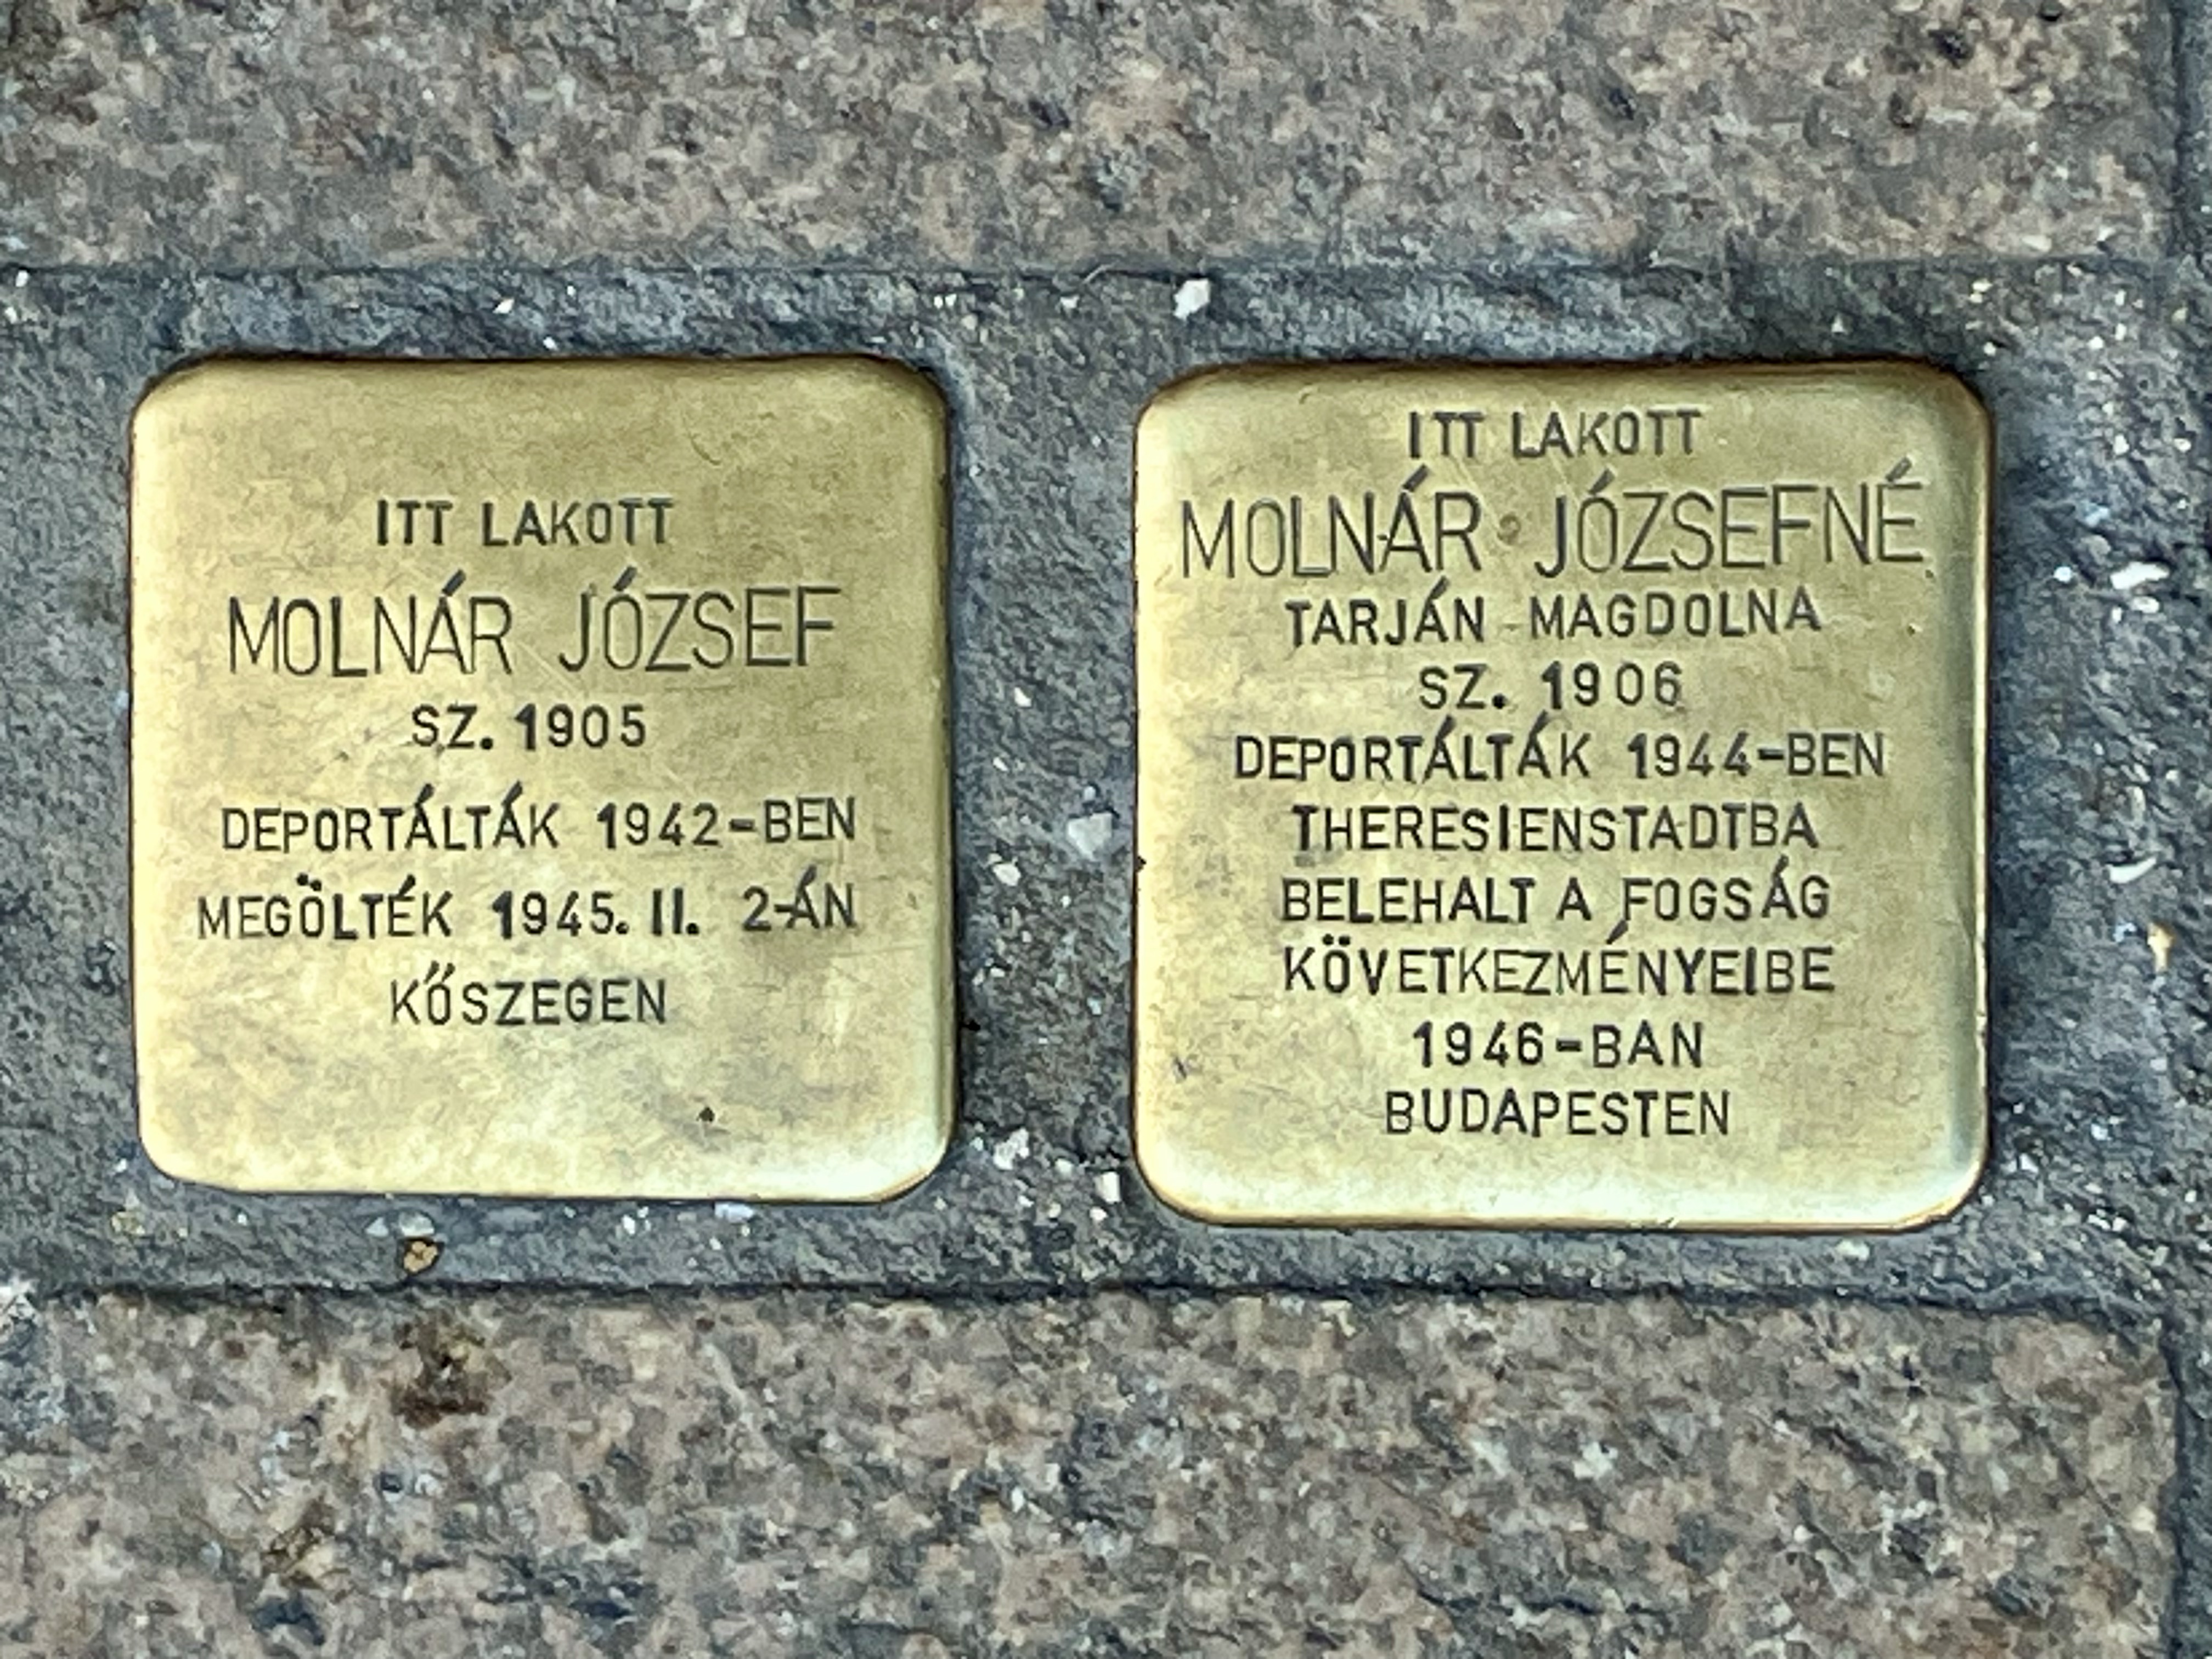 ITT LAKOTT
MOLNÁR JÓZSEF
SZ. 1905
DEPORTÁLTÁK 1942-BEN
MEGÖLTÉK 1945. II. 2-ÁN
KŐSZEGEN
ITT LAKOTT
MOLNÁR JÓZSEFNÉ
TARJÁN MAGDOLNA
SZ. 1906
DEPORTÁLTÁK 1944-BEN
THERESIENSTADTBA
BELEHALT A FOGSÁG
KÖVETKEZMÉNYEIBE
1946-BAN
BUDAPESTEN